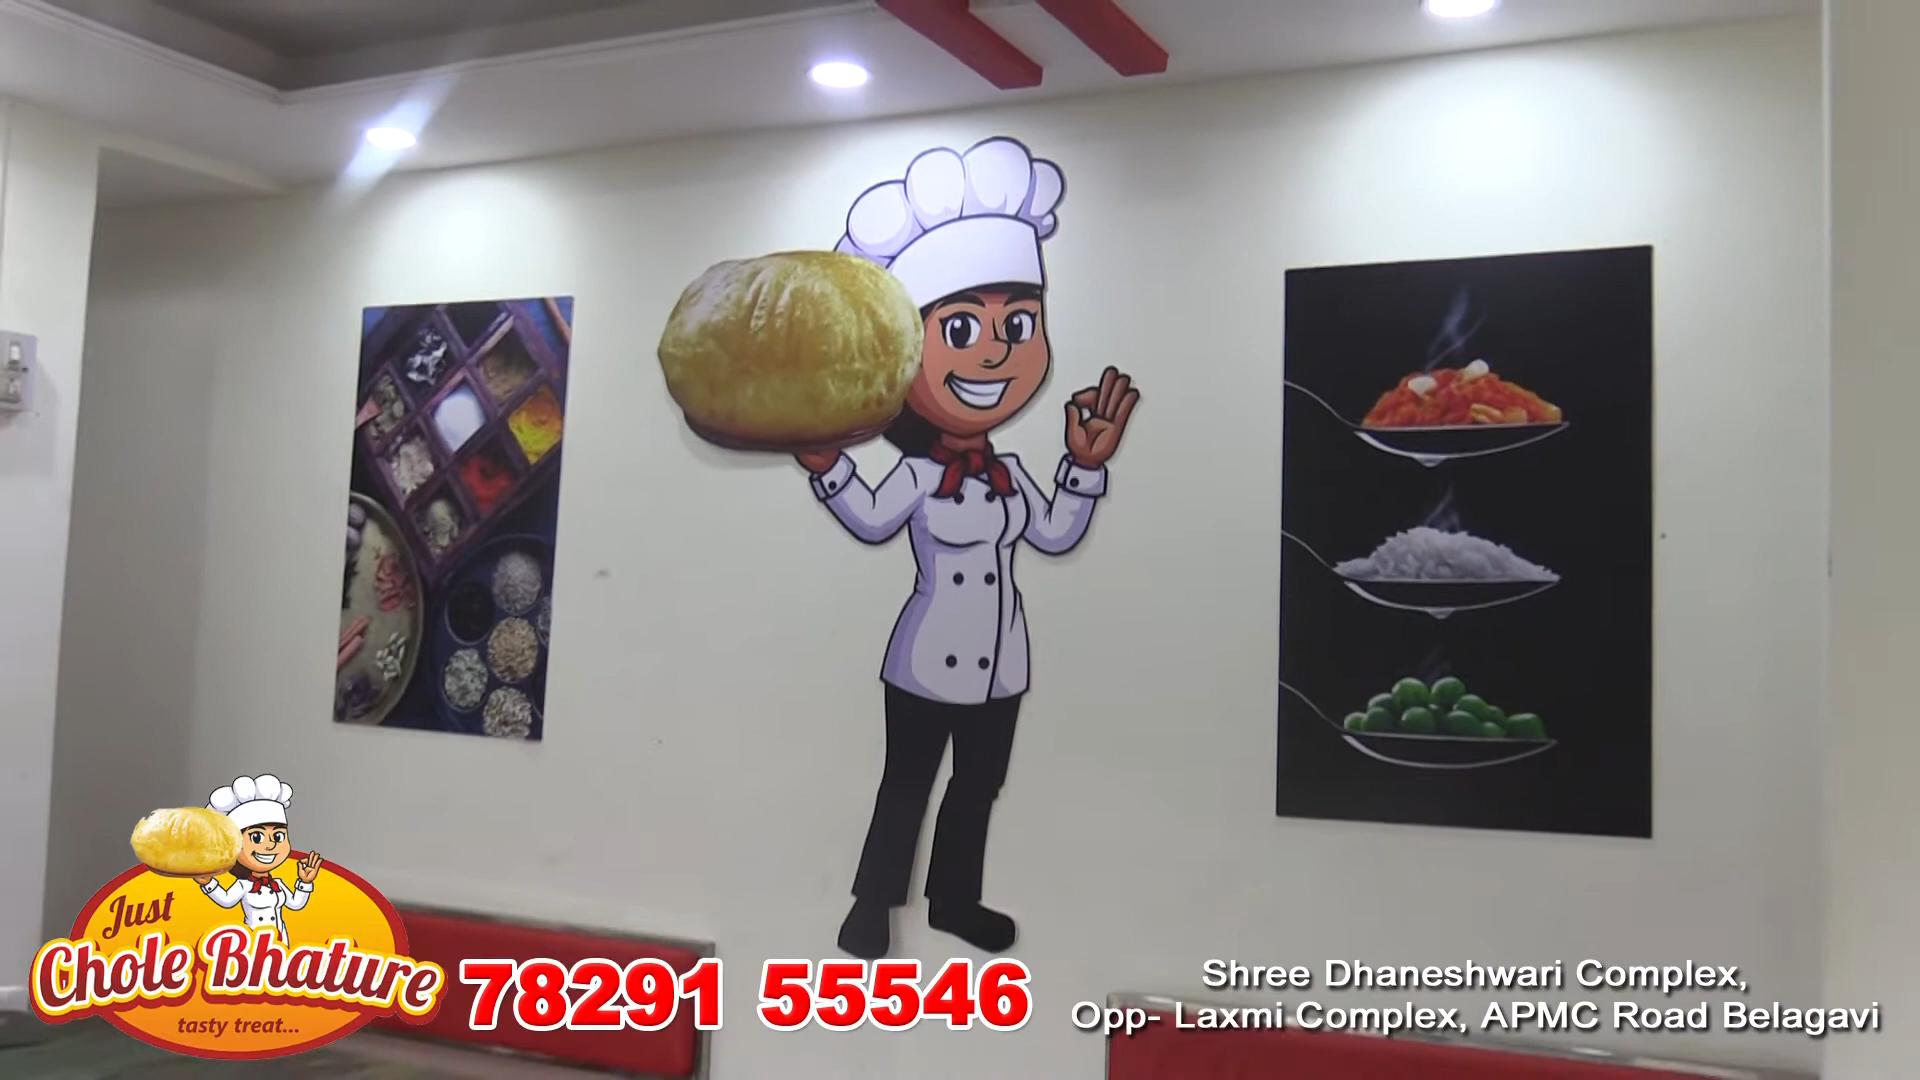 Just
Chole Bhature
tasty treat...
78291 55546
Shree Dhaneshwari Complex,
Opp- Laxmi Complex, APMC Road Belagavi